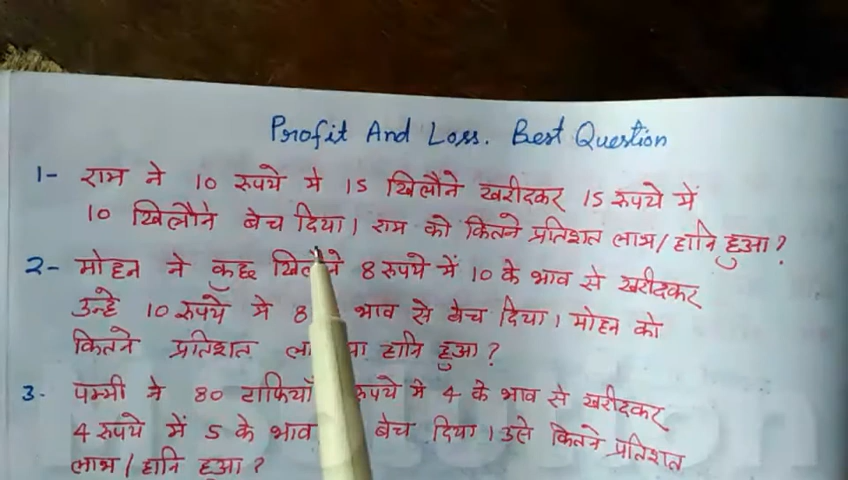 Profit And Loss. Best Question
1- राम ने 10 रुपये मे 15 खिलौने खरीदकर 15 रुपये में
10 खिलौने बेच दिया। राम को कितने प्रतिशत लाभ/हानि हुआ?
2- मोहन ने कुछ खिलौने 8 रुपये में 10 के भाव से खरीदकर
उन्हे 10 रुपये मे 8 भाव से बेच दिया। मोहन को
कितने प्रतिशत हानि हुआ?
3. पम्मी ने 80 टाफियाँ रुपये मे 4 के भाव से खरीदकर
4 रुपये में 5 के भाव बेच दिया। उसे कितने प्रतिशत
लाभ/हानि हुआ?